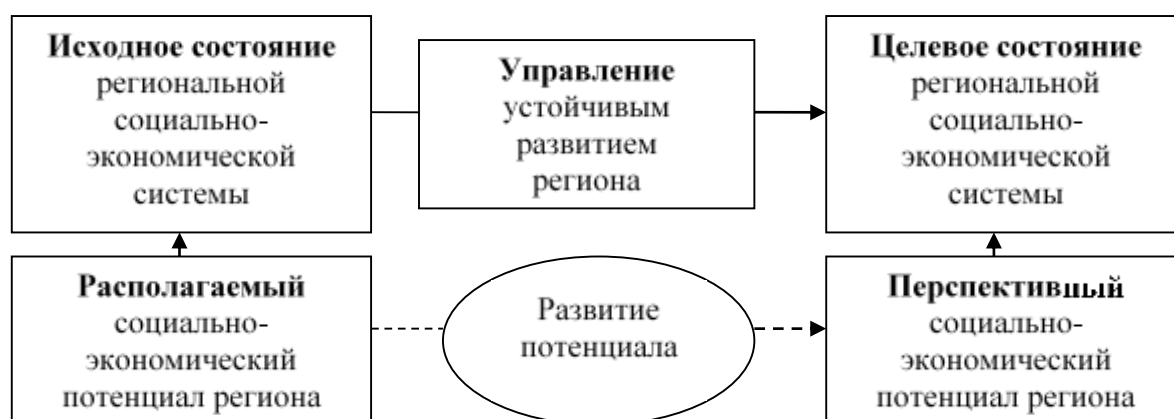 Исходное состояние
региональной
социально-
экономической
системы
Управление
устойчивым
развитием
региона
Целевое состояние
региональной
социально-
экономической
системы
Располагаемый
социально-
экономический
потенциал региона
Развитие
потенциала
Перспективный
социально-
экономический
потенциал региона